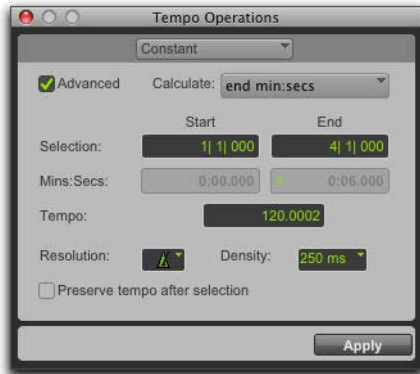 Tempo Operations
Constant
Advanced Calculate: end min:secs
Start End
Selection: 1| 1| 000 4| 1| 000
Mins:Secs: 0:00.000 0:06.000
Tempo: 120.0002
Resolution: Density: 250 ms
Preserve tempo after selection
Apply